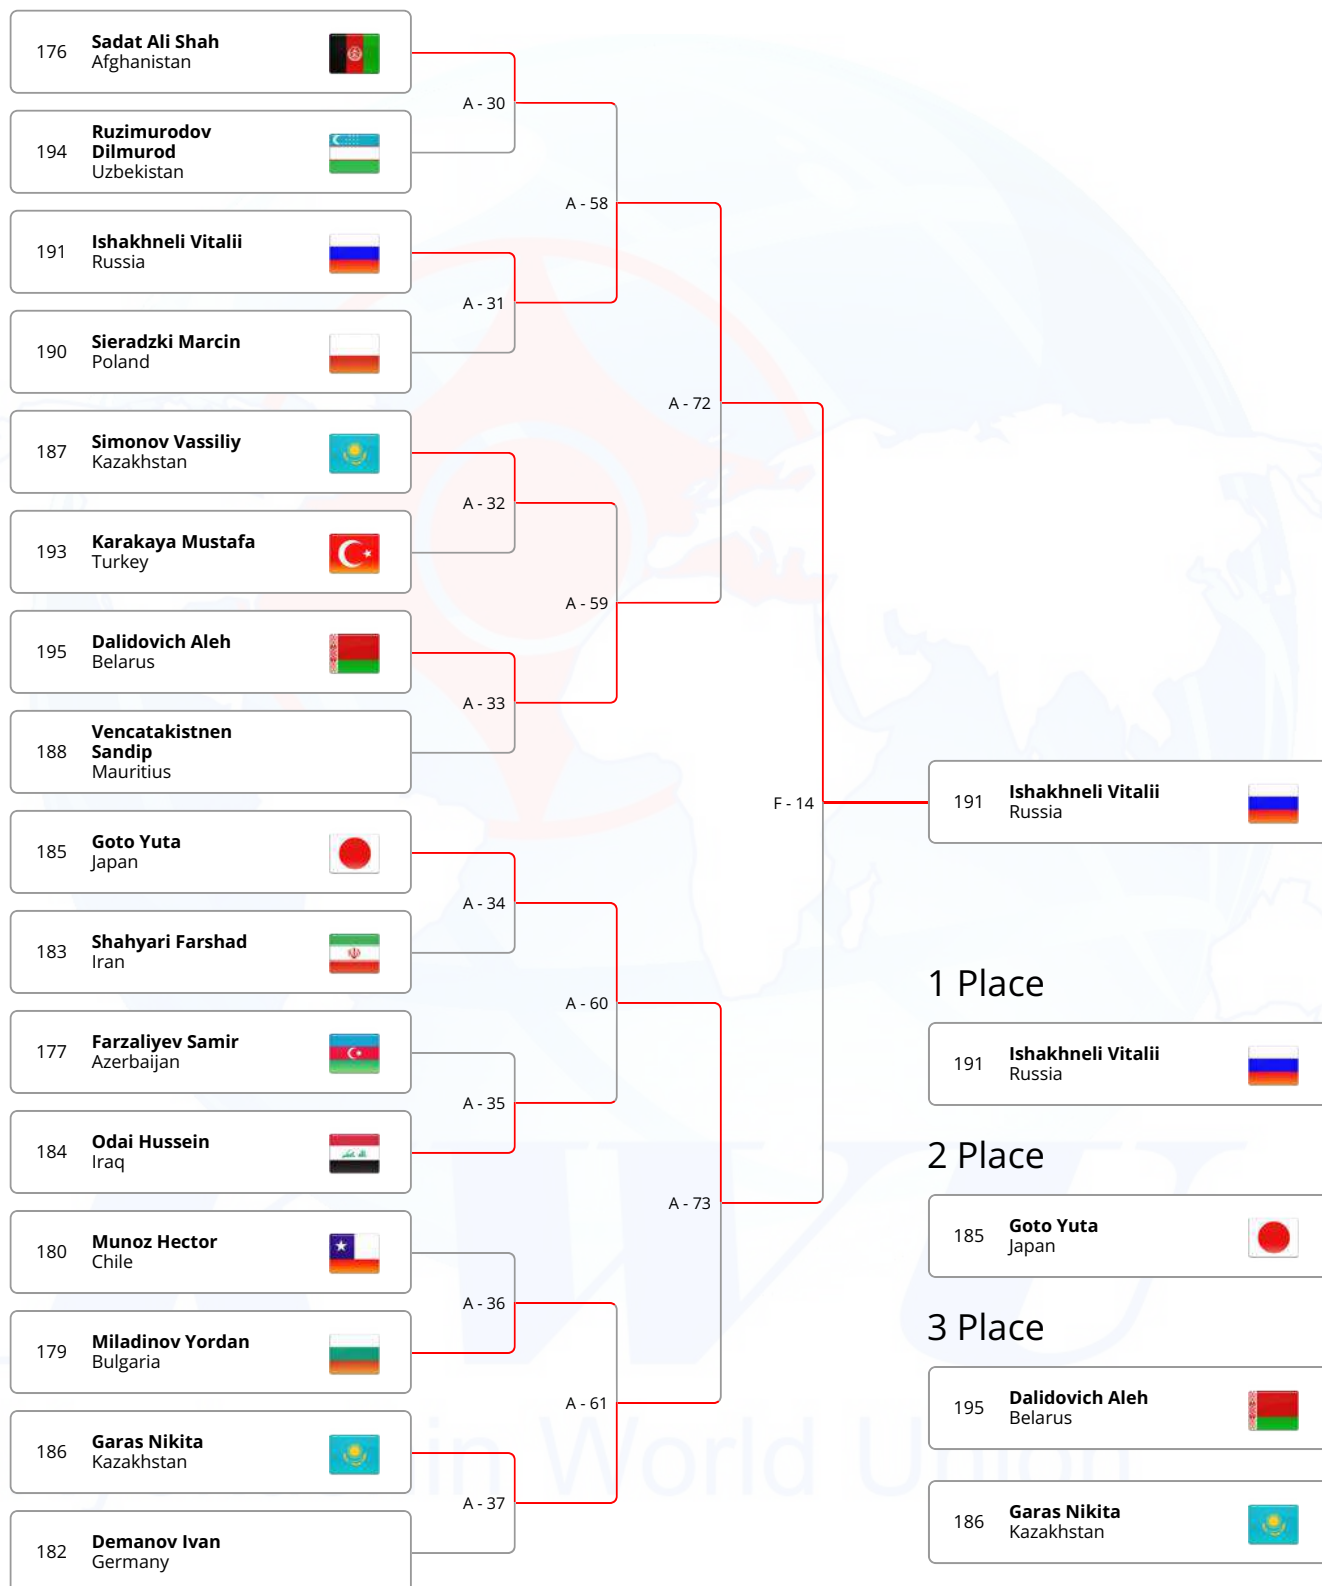 176
Sadat Ali Shah
Afghanistan
A - 30
194
Ruzimurodov
Dilmurod
Uzbekistan
A - 58
191
Ishakhneli Vitalii
Russia
A - 31
190
Sieradzki Marcin
Poland
A - 72
187
Simonov Vassiliy
Kazakhstan
A - 32
193
Karakaya Mustafa
Turkey
A - 59
195
Dalidovich Aleh
Belarus
A - 33
188
Vencatakistnen
Sandip
Mauritius
F - 14
191
Ishakhneli Vitalii
Russia
185
Goto Yuta
Japan
A - 34
183
Shahyari Farshad
Iran
A - 60
177
Farzaliyev Samir
Azerbaijan
A - 35
184
Odai Hussein
Iraq
A - 73
180
Munoz Hector
Chile
A - 36
179
Miladinov Yordan
Bulgaria
A - 61
186
Garas Nikita
Kazakhstan
A - 37
182
Demanov Ivan
Germany
1 Place
191
Ishakhneli Vitalii
Russia
2 Place
185
Goto Yuta
Japan
3 Place
195
Dalidovich Aleh
Belarus
186
Garas Nikita
Kazakhstan
WU
in World Union